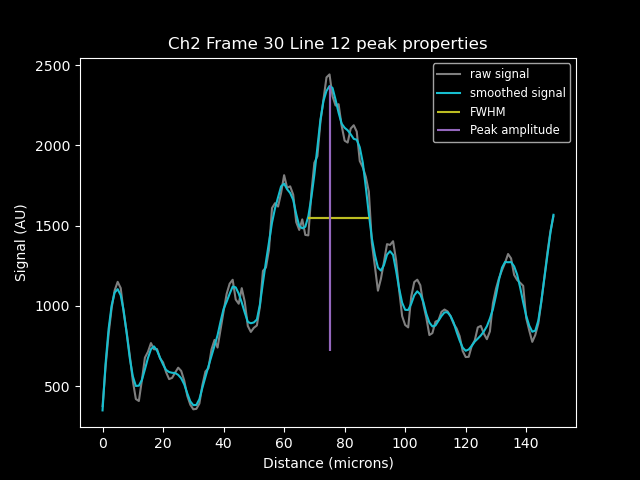 Ch2 Frame 30 Line 12 peak properties
raw signal
smoothed signal
FWHM
Peak amplitude
Signal (AU)
2500
2000
1500
1000
500
0 20 40 60 80 100 120 140
Distance (microns)